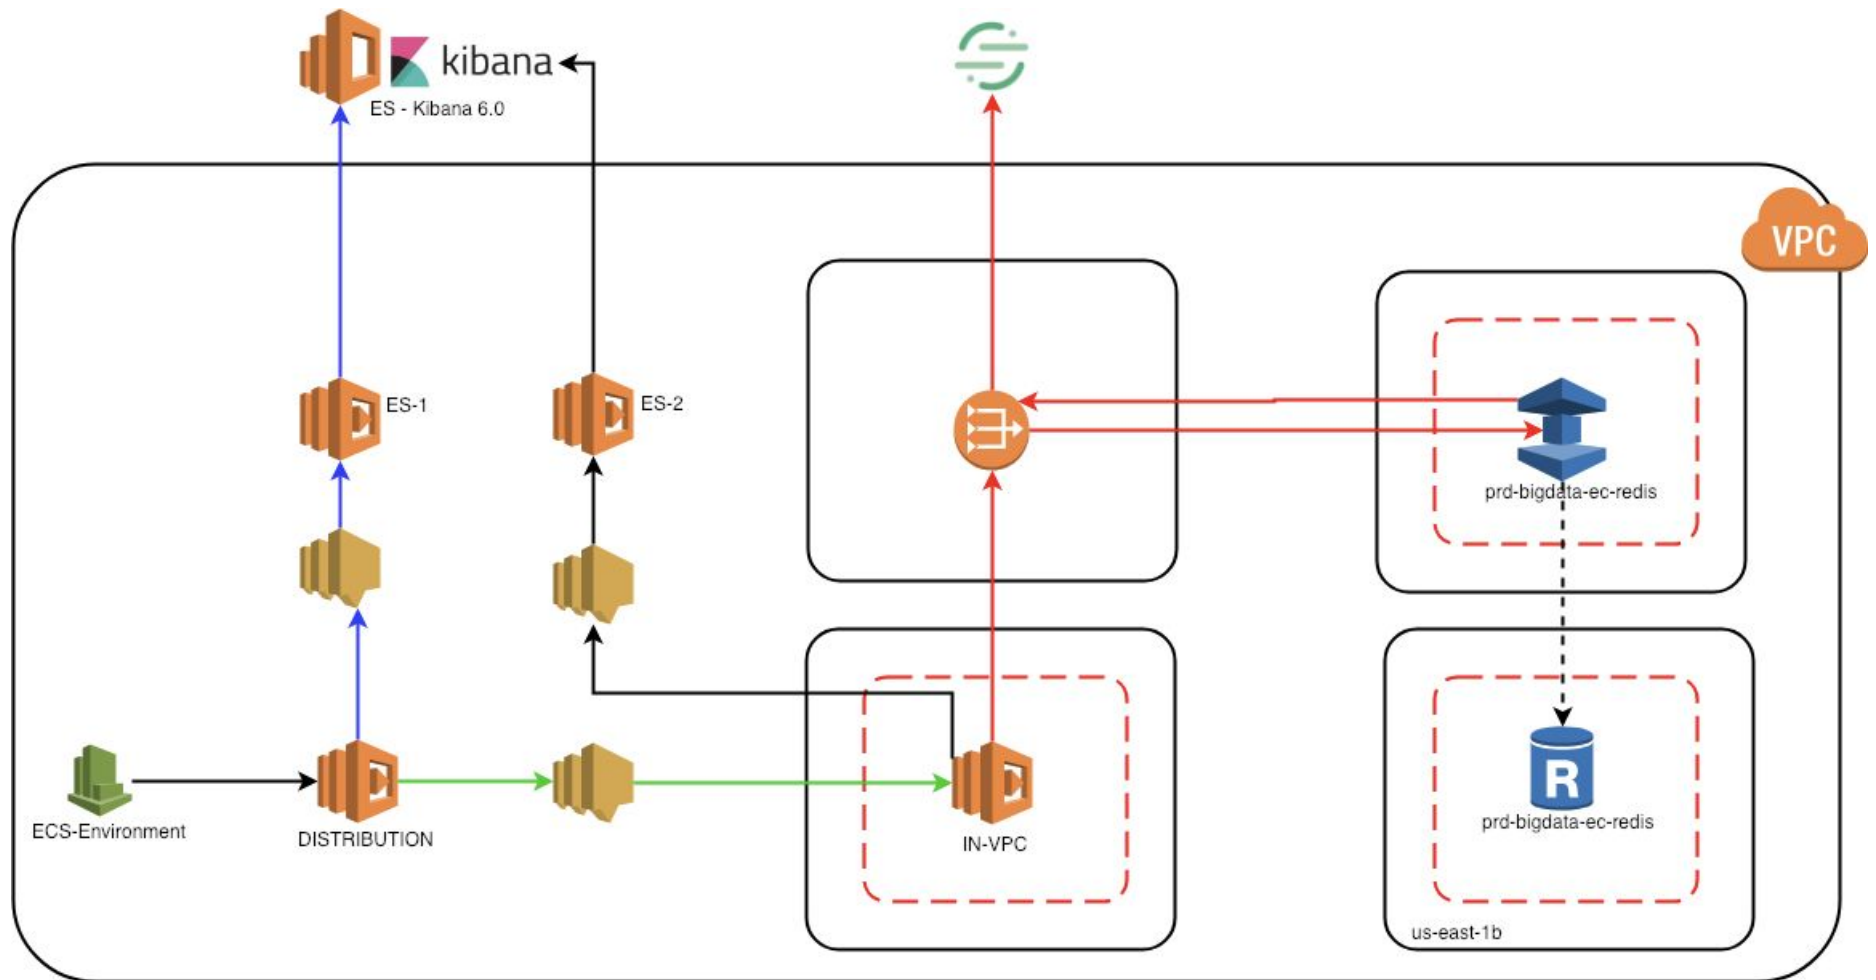 kibana
ES - Kibana 6.0
VPC
ES-1
ES-2
prd-bigdata-ec-redis
ECS-Environment
DISTRIBUTION
IN-VPC
R
prd-bigdata-ec-redis
us-east-1b